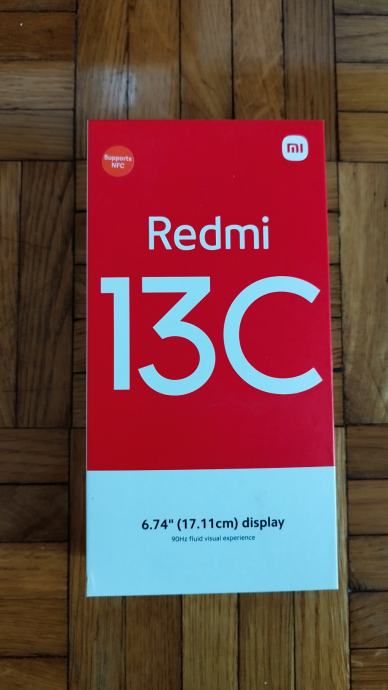 Supports
NFC
mi
Redmi
13C
6.74" (17.11cm) display
90Hz fluid visual experience